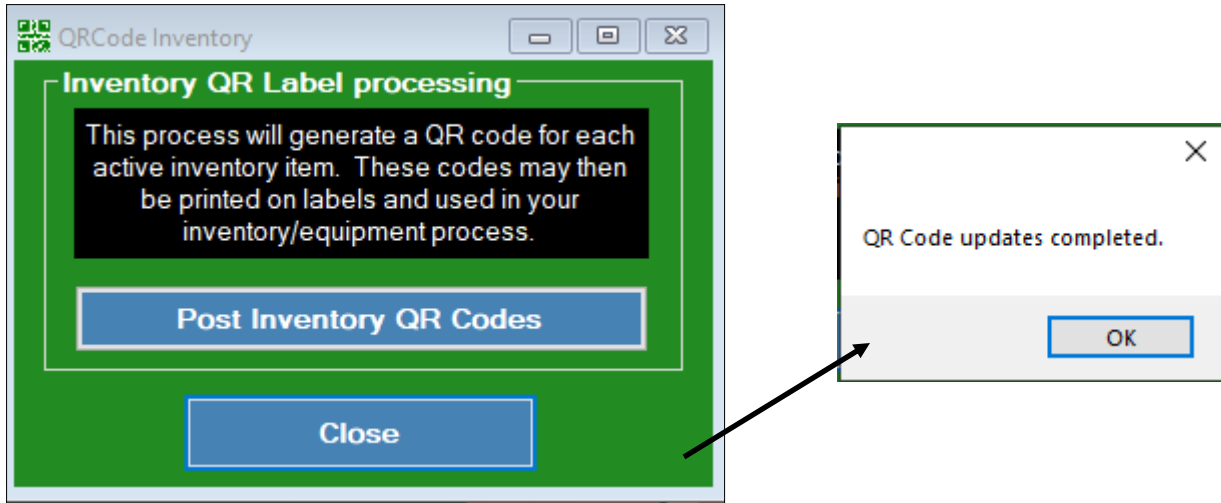 QRCode Inventory
Inventory QR Label processing
This process will generate a QR code for each
active inventory item.  These codes may then
be printed on labels and used in your
inventory/equipment process.
Post Inventory QR Codes
Close
QR Code updates completed.
OK